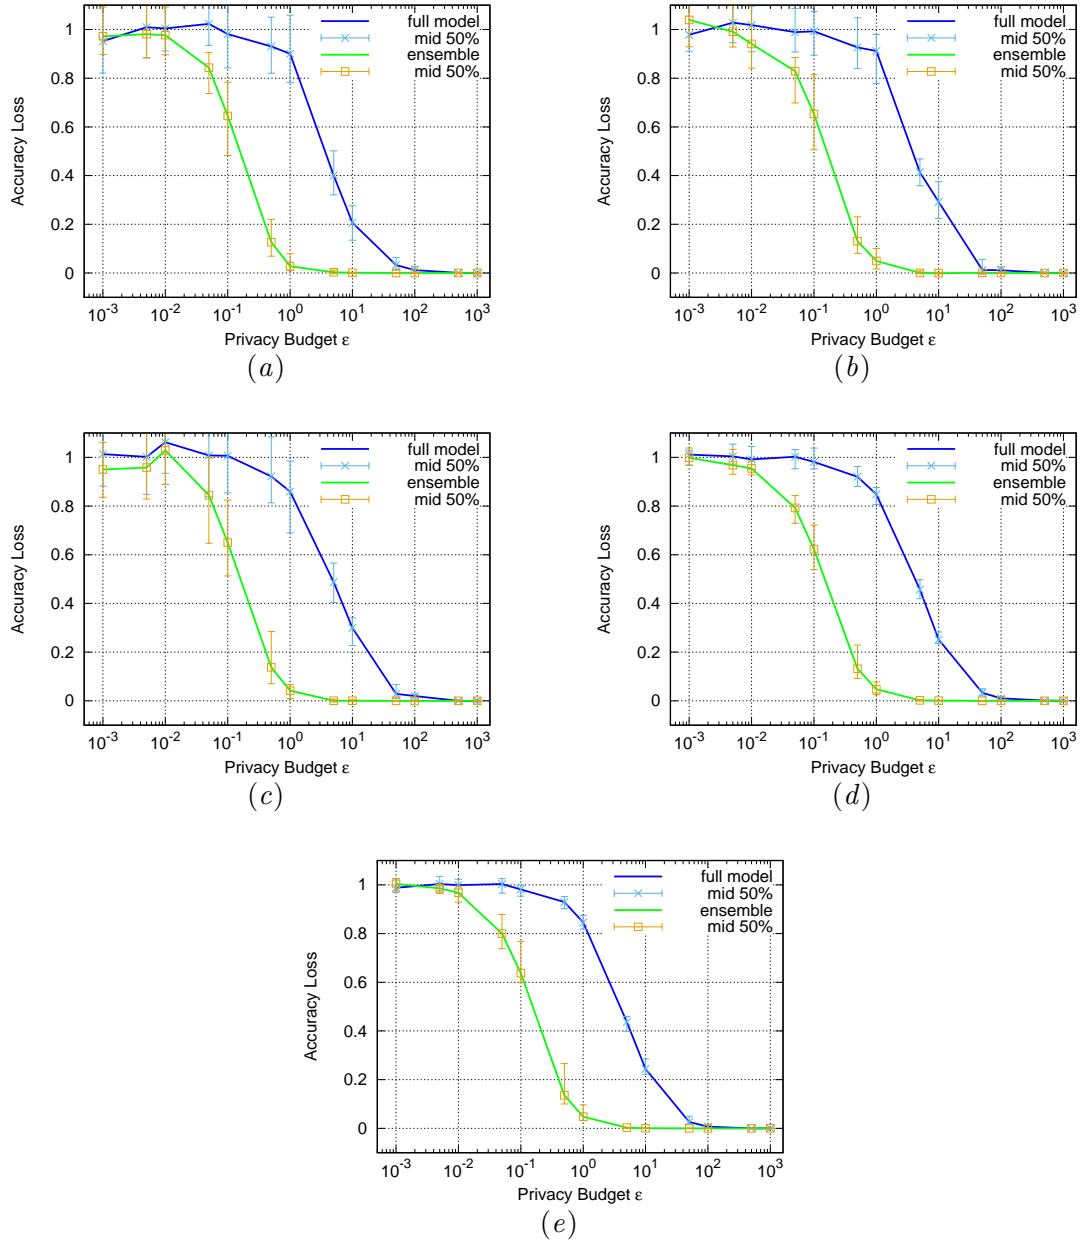 full model
mid 50%
ensemble
mid 50%
Accuracy Loss
1
0.8
0.6
0.4
0.2
0
10⁻³ 10⁻² 10⁻¹ 10⁰ 10¹ 10² 10³
Privacy Budget ε
(a)
full model
mid 50%
ensemble
mid 50%
Accuracy Loss
1
0.8
0.6
0.4
0.2
0
10⁻³ 10⁻² 10⁻¹ 10⁰ 10¹ 10² 10³
Privacy Budget ε
(b)
full model
mid 50%
ensemble
mid 50%
Accuracy Loss
1
0.8
0.6
0.4
0.2
0
10⁻³ 10⁻² 10⁻¹ 10⁰ 10¹ 10² 10³
Privacy Budget ε
(c)
full model
mid 50%
ensemble
mid 50%
Accuracy Loss
1
0.8
0.6
0.4
0.2
0
10⁻³ 10⁻² 10⁻¹ 10⁰ 10¹ 10² 10³
Privacy Budget ε
(d)
full model
mid 50%
ensemble
mid 50%
Accuracy Loss
1
0.8
0.6
0.4
0.2
0
10⁻³ 10⁻² 10⁻¹ 10⁰ 10¹ 10² 10³
Privacy Budget ε
(e)